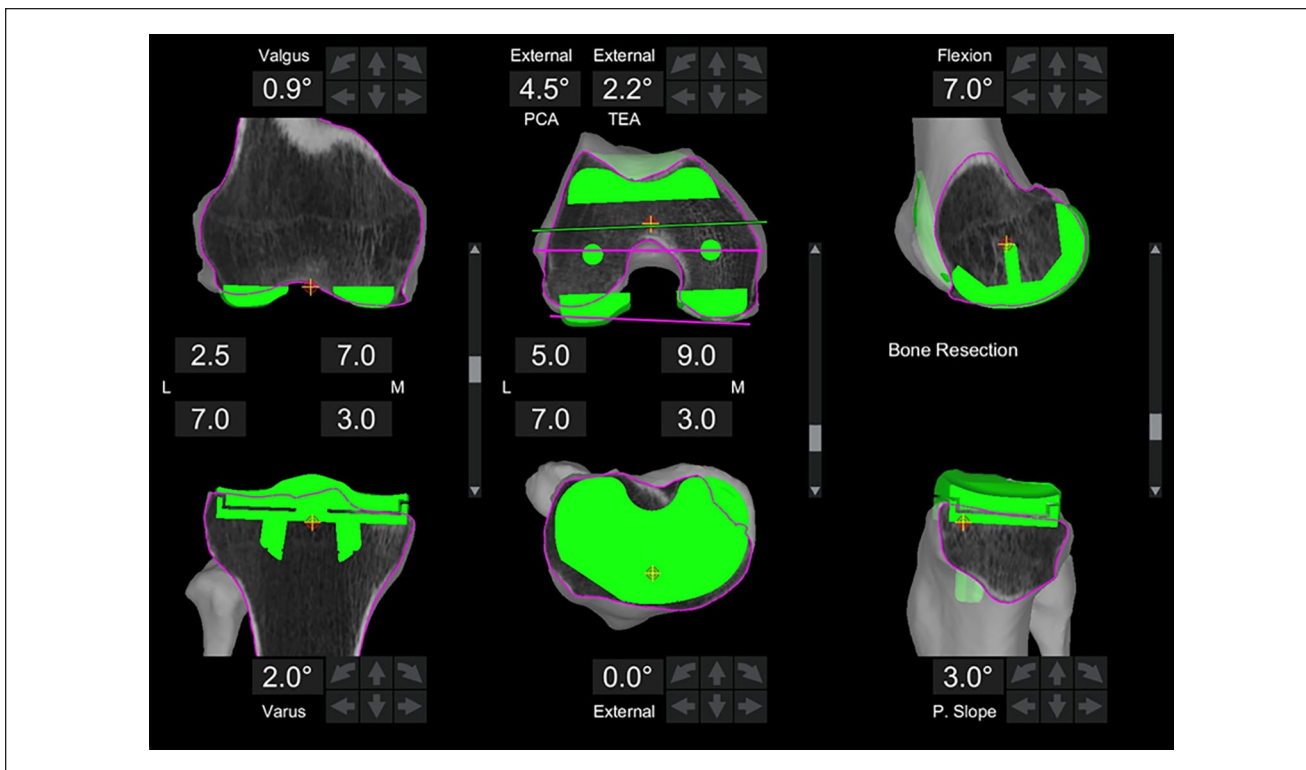 Valgus
0.9°
External External
4.5° 2.2°
PCA TEA
Flexion
7.0°
2.5 7.0
L M
7.0 3.0
5.0 9.0
L M
7.0 3.0
Bone Resection
2.0°
Varus
0.0°
External
3.0°
P. Slope